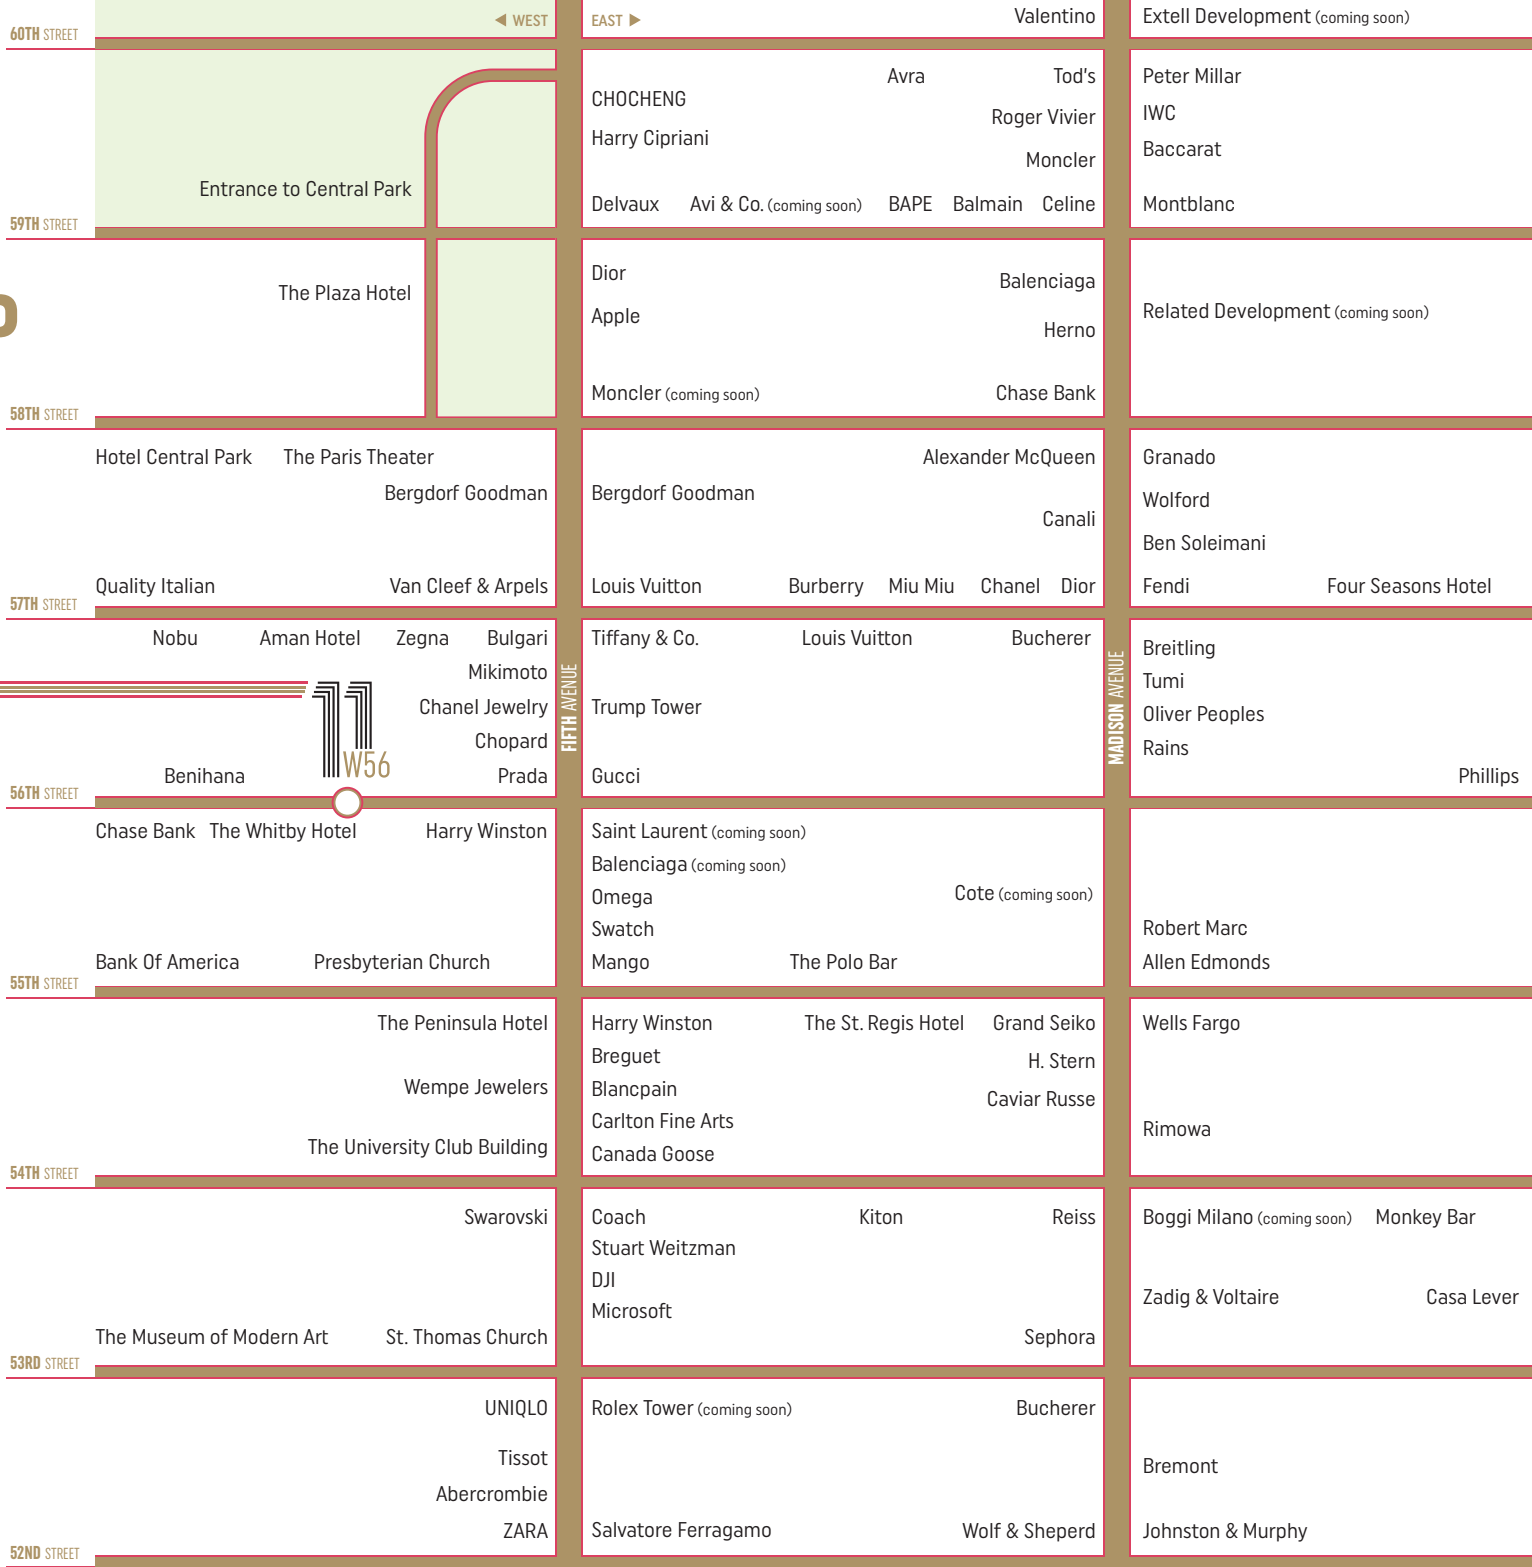 WEST
EAST
Valentino
Extell Development (coming soon)
60TH STREET
Avra
Tod's
CHOCHENG
Roger Vivier
Harry Cipriani
Moncler
Entrance to Central Park
Delvaux
Avi & Co. (coming soon)
BAPE
Balmain
Celine
Peter Millar
IWC
Baccarat
Montblanc
59TH STREET
The Plaza Hotel
Dior
Balenciaga
Apple
Herno
Moncler (coming soon)
Chase Bank
Related Development (coming soon)
58TH STREET
Hotel Central Park
The Paris Theater
Bergdorf Goodman
Quality Italian
Van Cleef & Arpels
Alexander McQueen
Bergdorf Goodman
Canali
Louis Vuitton
Burberry
Miu Miu
Chanel
Dior
Granado
Wolford
Ben Soleimani
Fendi
Four Seasons Hotel
57TH STREET
Nobu
Aman Hotel
Zegna
Bulgari
Mikimoto
Chanel Jewelry
Chopard
Benihana
Prada
11
W56
FIFTH AVENUE
Tiffany & Co.
Louis Vuitton
Bucherer
Trump Tower
Gucci
MADISON AVENUE
Breitling
Tumi
Oliver Peoples
Rains
Phillips
56TH STREET
Chase Bank
The Whitby Hotel
Harry Winston
Bank Of America
Presbyterian Church
Saint Laurent (coming soon)
Balenciaga (coming soon)
Omega
Cote (coming soon)
Swatch
Mango
The Polo Bar
Robert Marc
Allen Edmonds
55TH STREET
The Peninsula Hotel
Wempe Jewelers
The University Club Building
Harry Winston
The St. Regis Hotel
Grand Seiko
Breguet
H. Stern
Blancpain
Caviar Russe
Carlton Fine Arts
Canada Goose
Wells Fargo
Rimowa
54TH STREET
Swarovski
The Museum of Modern Art
St. Thomas Church
Coach
Kiton
Reiss
Stuart Weitzman
DJI
Microsoft
Sephora
Boggi Milano (coming soon)
Monkey Bar
Zadig & Voltaire
Casa Lever
53RD STREET
UNIQLO
Tissot
Abercrombie
ZARA
Rolex Tower (coming soon)
Bucherer
Salvatore Ferragamo
Wolf & Sheperd
Bremont
Johnston & Murphy
52ND STREET